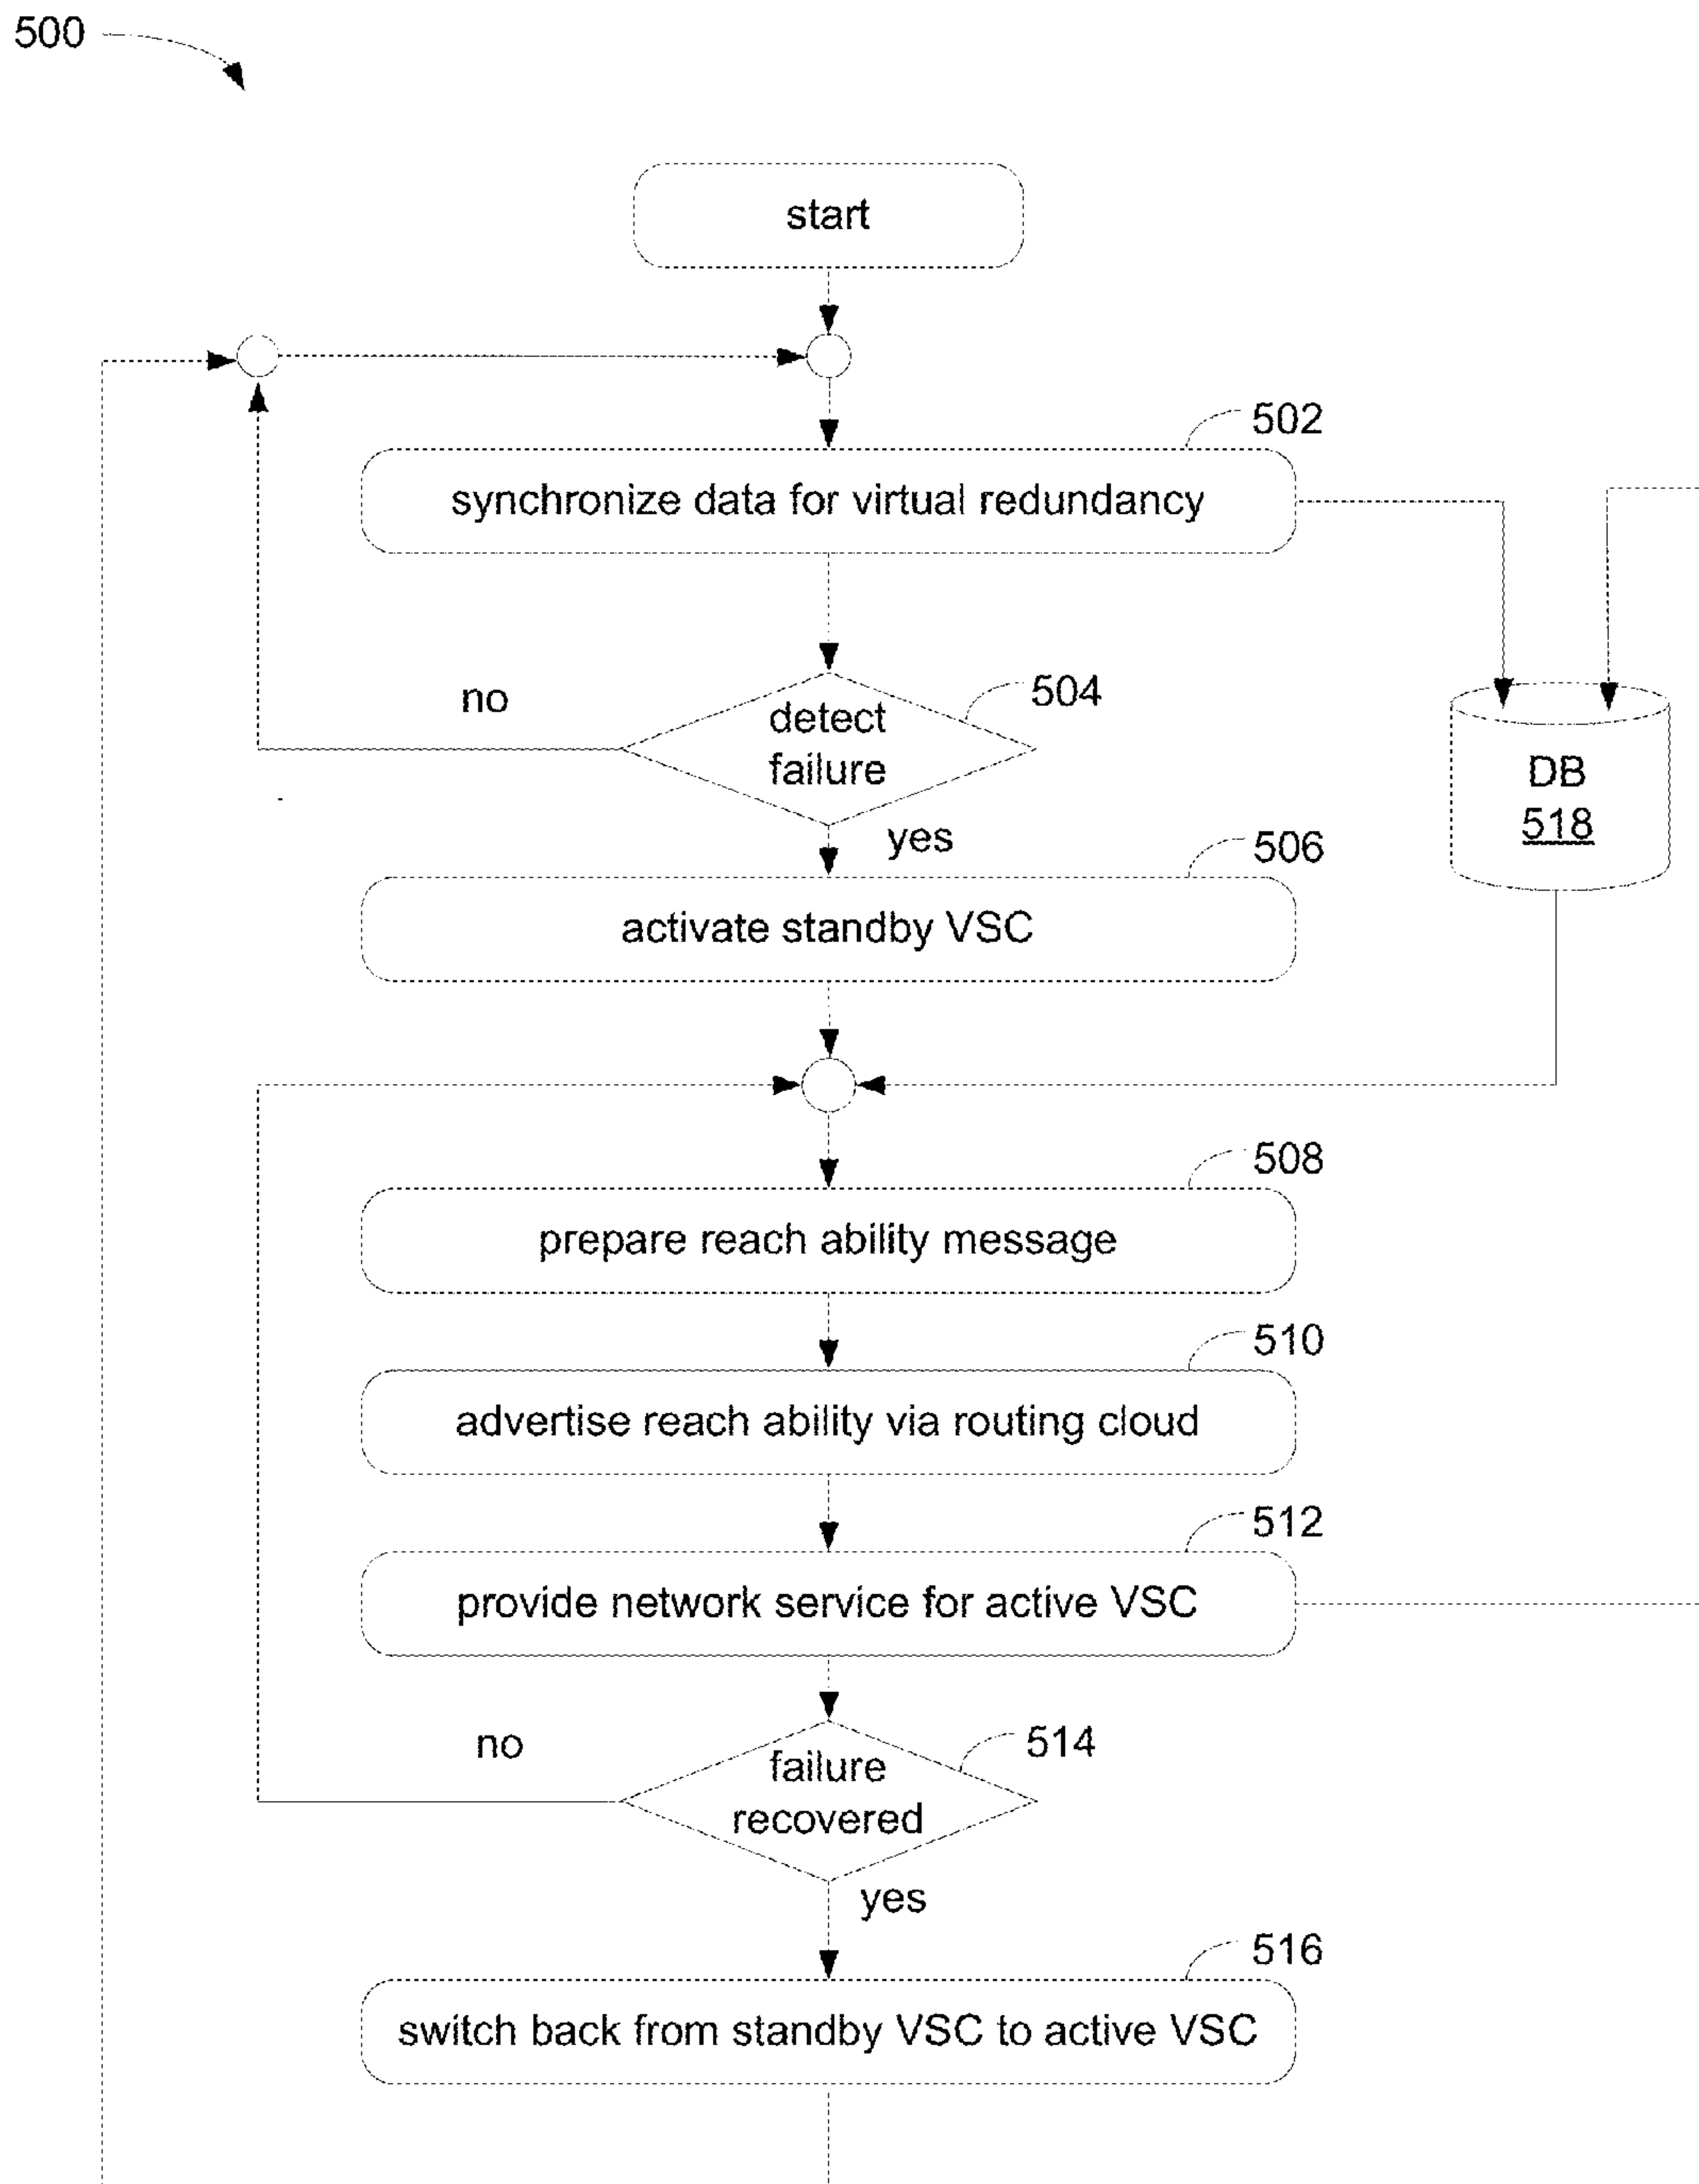 500
start
502
synchronize data for virtual redundancy
504
no
detect
failure
DB
518
yes
506
activate standby VSC
508
prepare reach ability message
510
advertise reach ability via routing cloud
512
provide network service for active VSC
514
no
failure
recovered
yes
516
switch back from standby VSC to active VSC